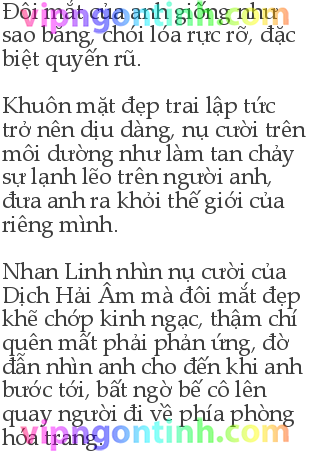 Đôi mắt của anh giống như
vipngontinh.com
sao băng, chói lóa rực rỡ, đặc
biệt quyến rũ.
Khuôn mặt đẹp trai lập tức
trở nên dịu dàng, nụ cười trên
môi dường như làm tan chảy
sự lạnh lẽo trên người anh,
đưa anh ra khỏi thế giới của
riêng mình.
Nhan Linh nhìn nụ cười của
Dịch Hải Âm mà đôi mắt đẹp
khẽ chớp kinh ngạc, thậm chí
quên mất phải phản ứng, đờ
đẫn nhìn anh cho đến khi anh
bước tới, bất ngờ bế cô lên
quay người đi về phía phòng
vipngontinh.com
hóa trang.